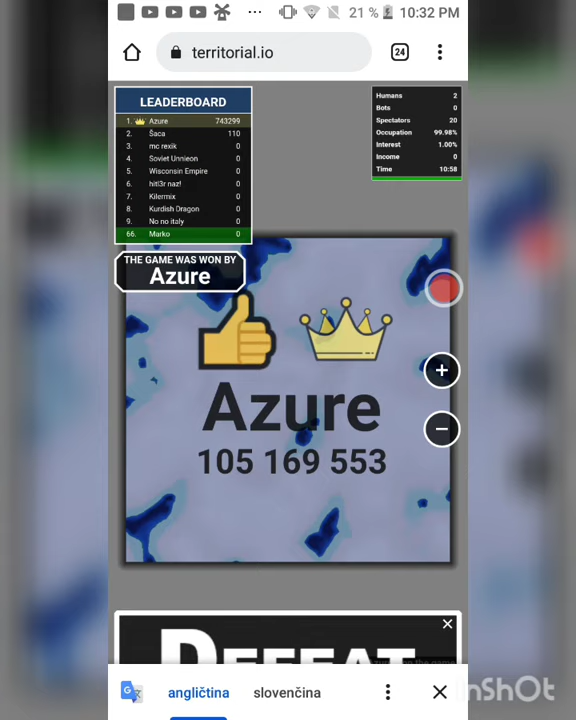 21 % 10:32 PM
territorial.io
24
LEADERBOARD
1. Azure 743299
2. Šaca 110
3. mc rexik 0
4. Soviet Unnieon 0
5. Wisconsin Empire 0
6. hitl3r naz! 0
7. Kilermix 0
8. Kurdish Dragon 0
9. No no italy 0
66. Marko 0
Humans 2
Bots 0
Spectators 20
Occupation 99.98%
Interest 1.00%
Income 0
Time 10:58
THE GAME WAS WON BY
Azure
Azure
105 169 553
DEFEAT
angličtina slovenčina
InShOt